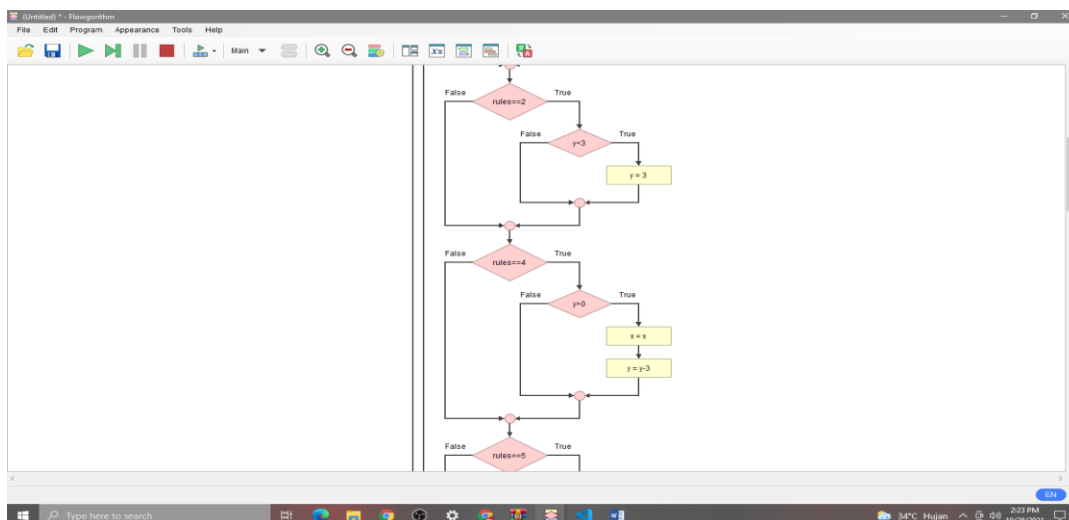 (Untitled) * - Flowgorithm
File Edit Program Appearance Tools Help
Main
False True
rules==2
False True
y<3
y = 3
False True
rules==4
False True
y>0
x = x
y = y-3
False True
rules==5
EN
Type here to search
34°C Hujan
2:23 PM